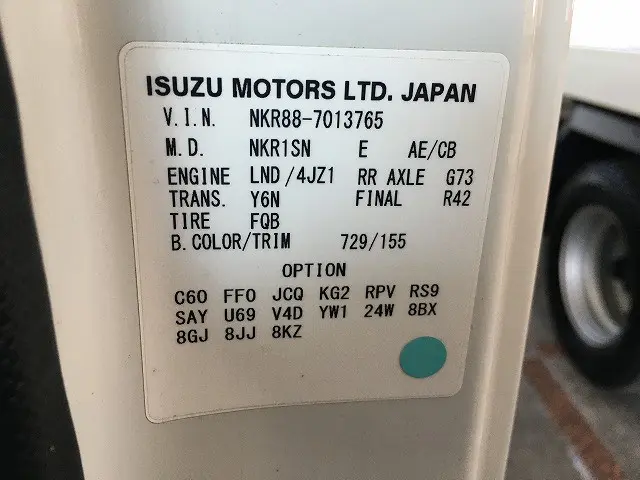 ISUZU MOTORS LTD. JAPAN
V.I.N. NKR88-7013765
M.D. NKR1SN E AE/CB
ENGINE LND/4JZ1 RR AXLE G73
TRANS. Y6N FINAL R42
TIRE FQB
B.COLOR/TRIM 729/155
OPTION
C60 FF0 JCQ KG2 RPV RS9
SAY U69 V4D YW1 24W 8BX
8GJ 8JJ 8KZ